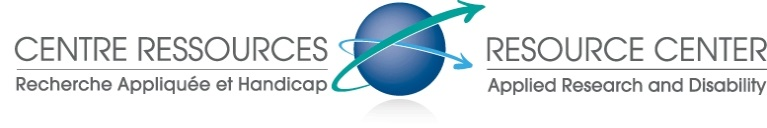 CENTRE RESSOURCES
Recherche Appliquée et Handicap
RESOURCE CENTER
Applied Research and Disability